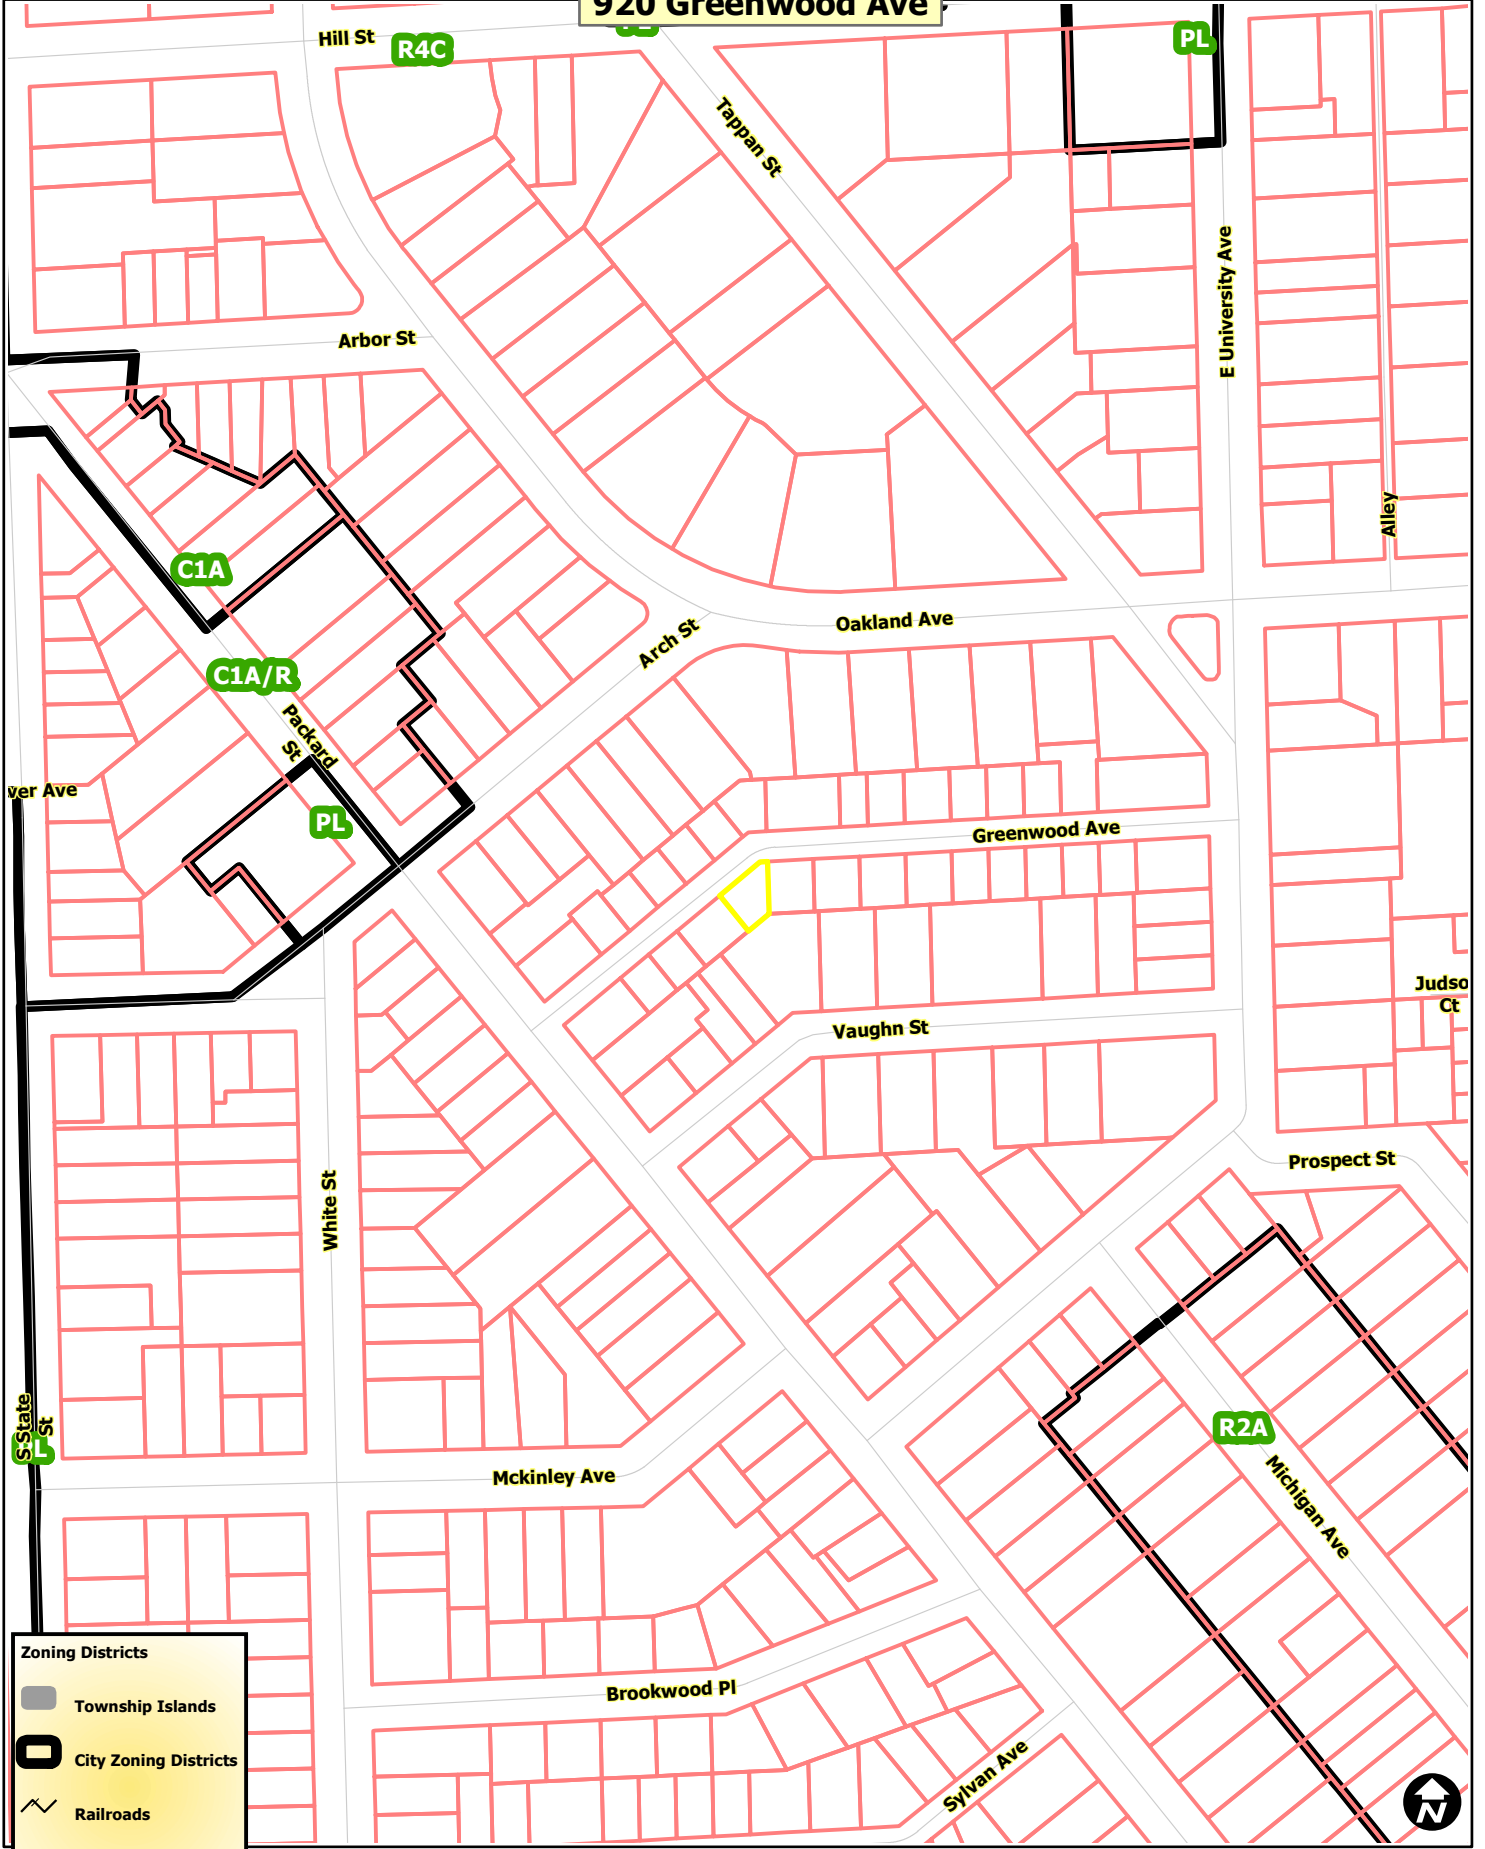 920 Greenwood Ave
Hill St
R4C
PL
Tappan St
E University Ave
Arbor St
Alley
C1A
Oakland Ave
Arch St
C1A/R
Packard
St
ver Ave
PL
Greenwood Ave
Judso
Ct
Vaughn St
Prospect St
White St
S State
St
L
R2A
Mckinley Ave
Michigan Ave
Brookwood Pl
Sylvan Ave
Zoning Districts
Township Islands
City Zoning Districts
Railroads
N